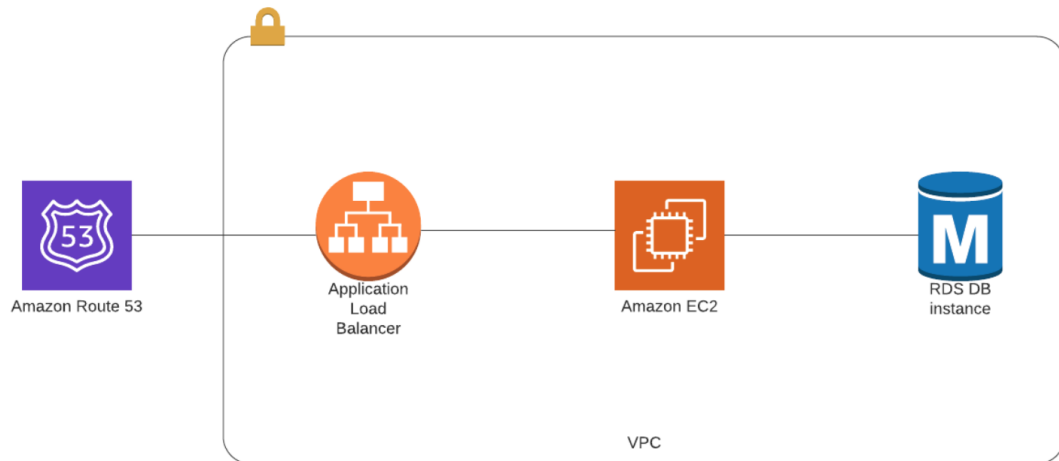 53
Amazon Route 53
Application
Load
Balancer
Amazon EC2
M
RDS DB
instance
VPC